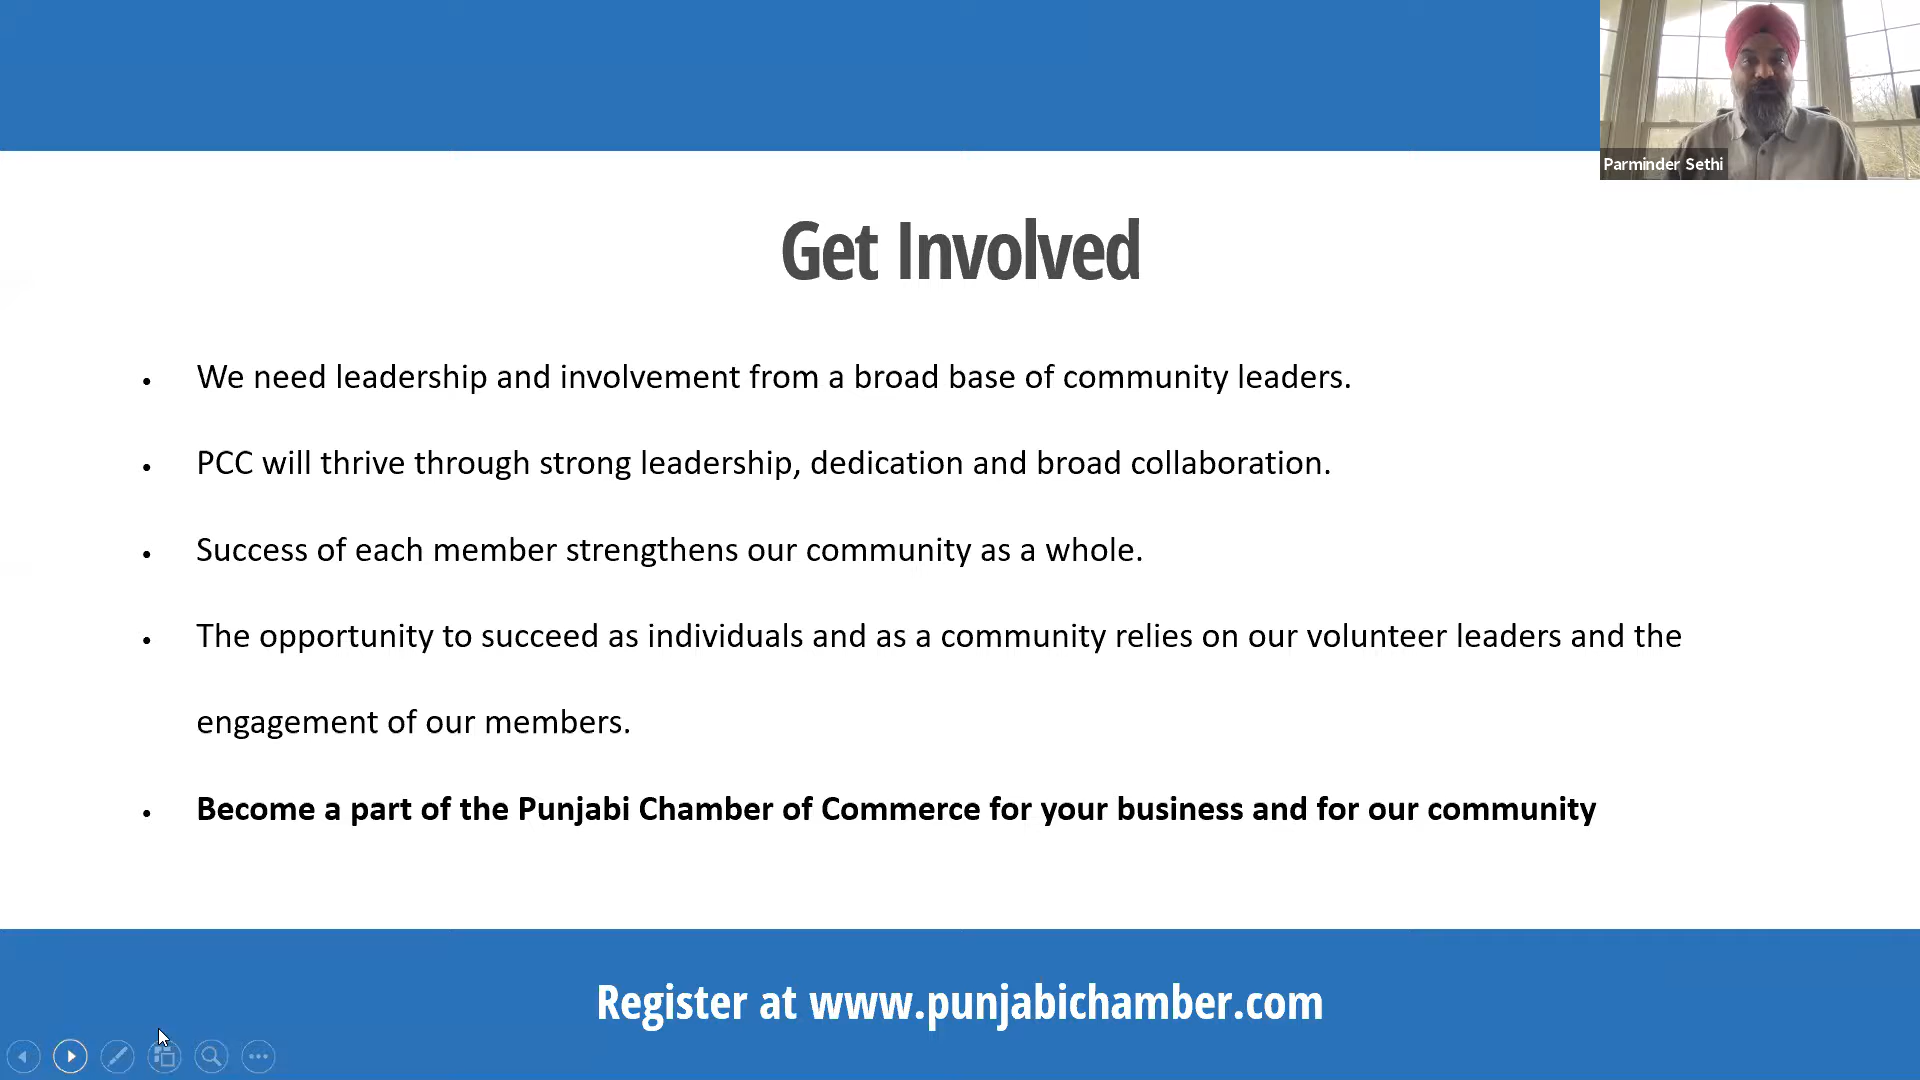 Parminder Sethi
Get Involved
• We need leadership and involvement from a broad base of community leaders.
• PCC will thrive through strong leadership, dedication and broad collaboration.
• Success of each member strengthens our community as a whole.
• The opportunity to succeed as individuals and as a community relies on our volunteer leaders and the
engagement of our members.
• Become a part of the Punjabi Chamber of Commerce for your business and for our community
Register at www.punjabichamber.com